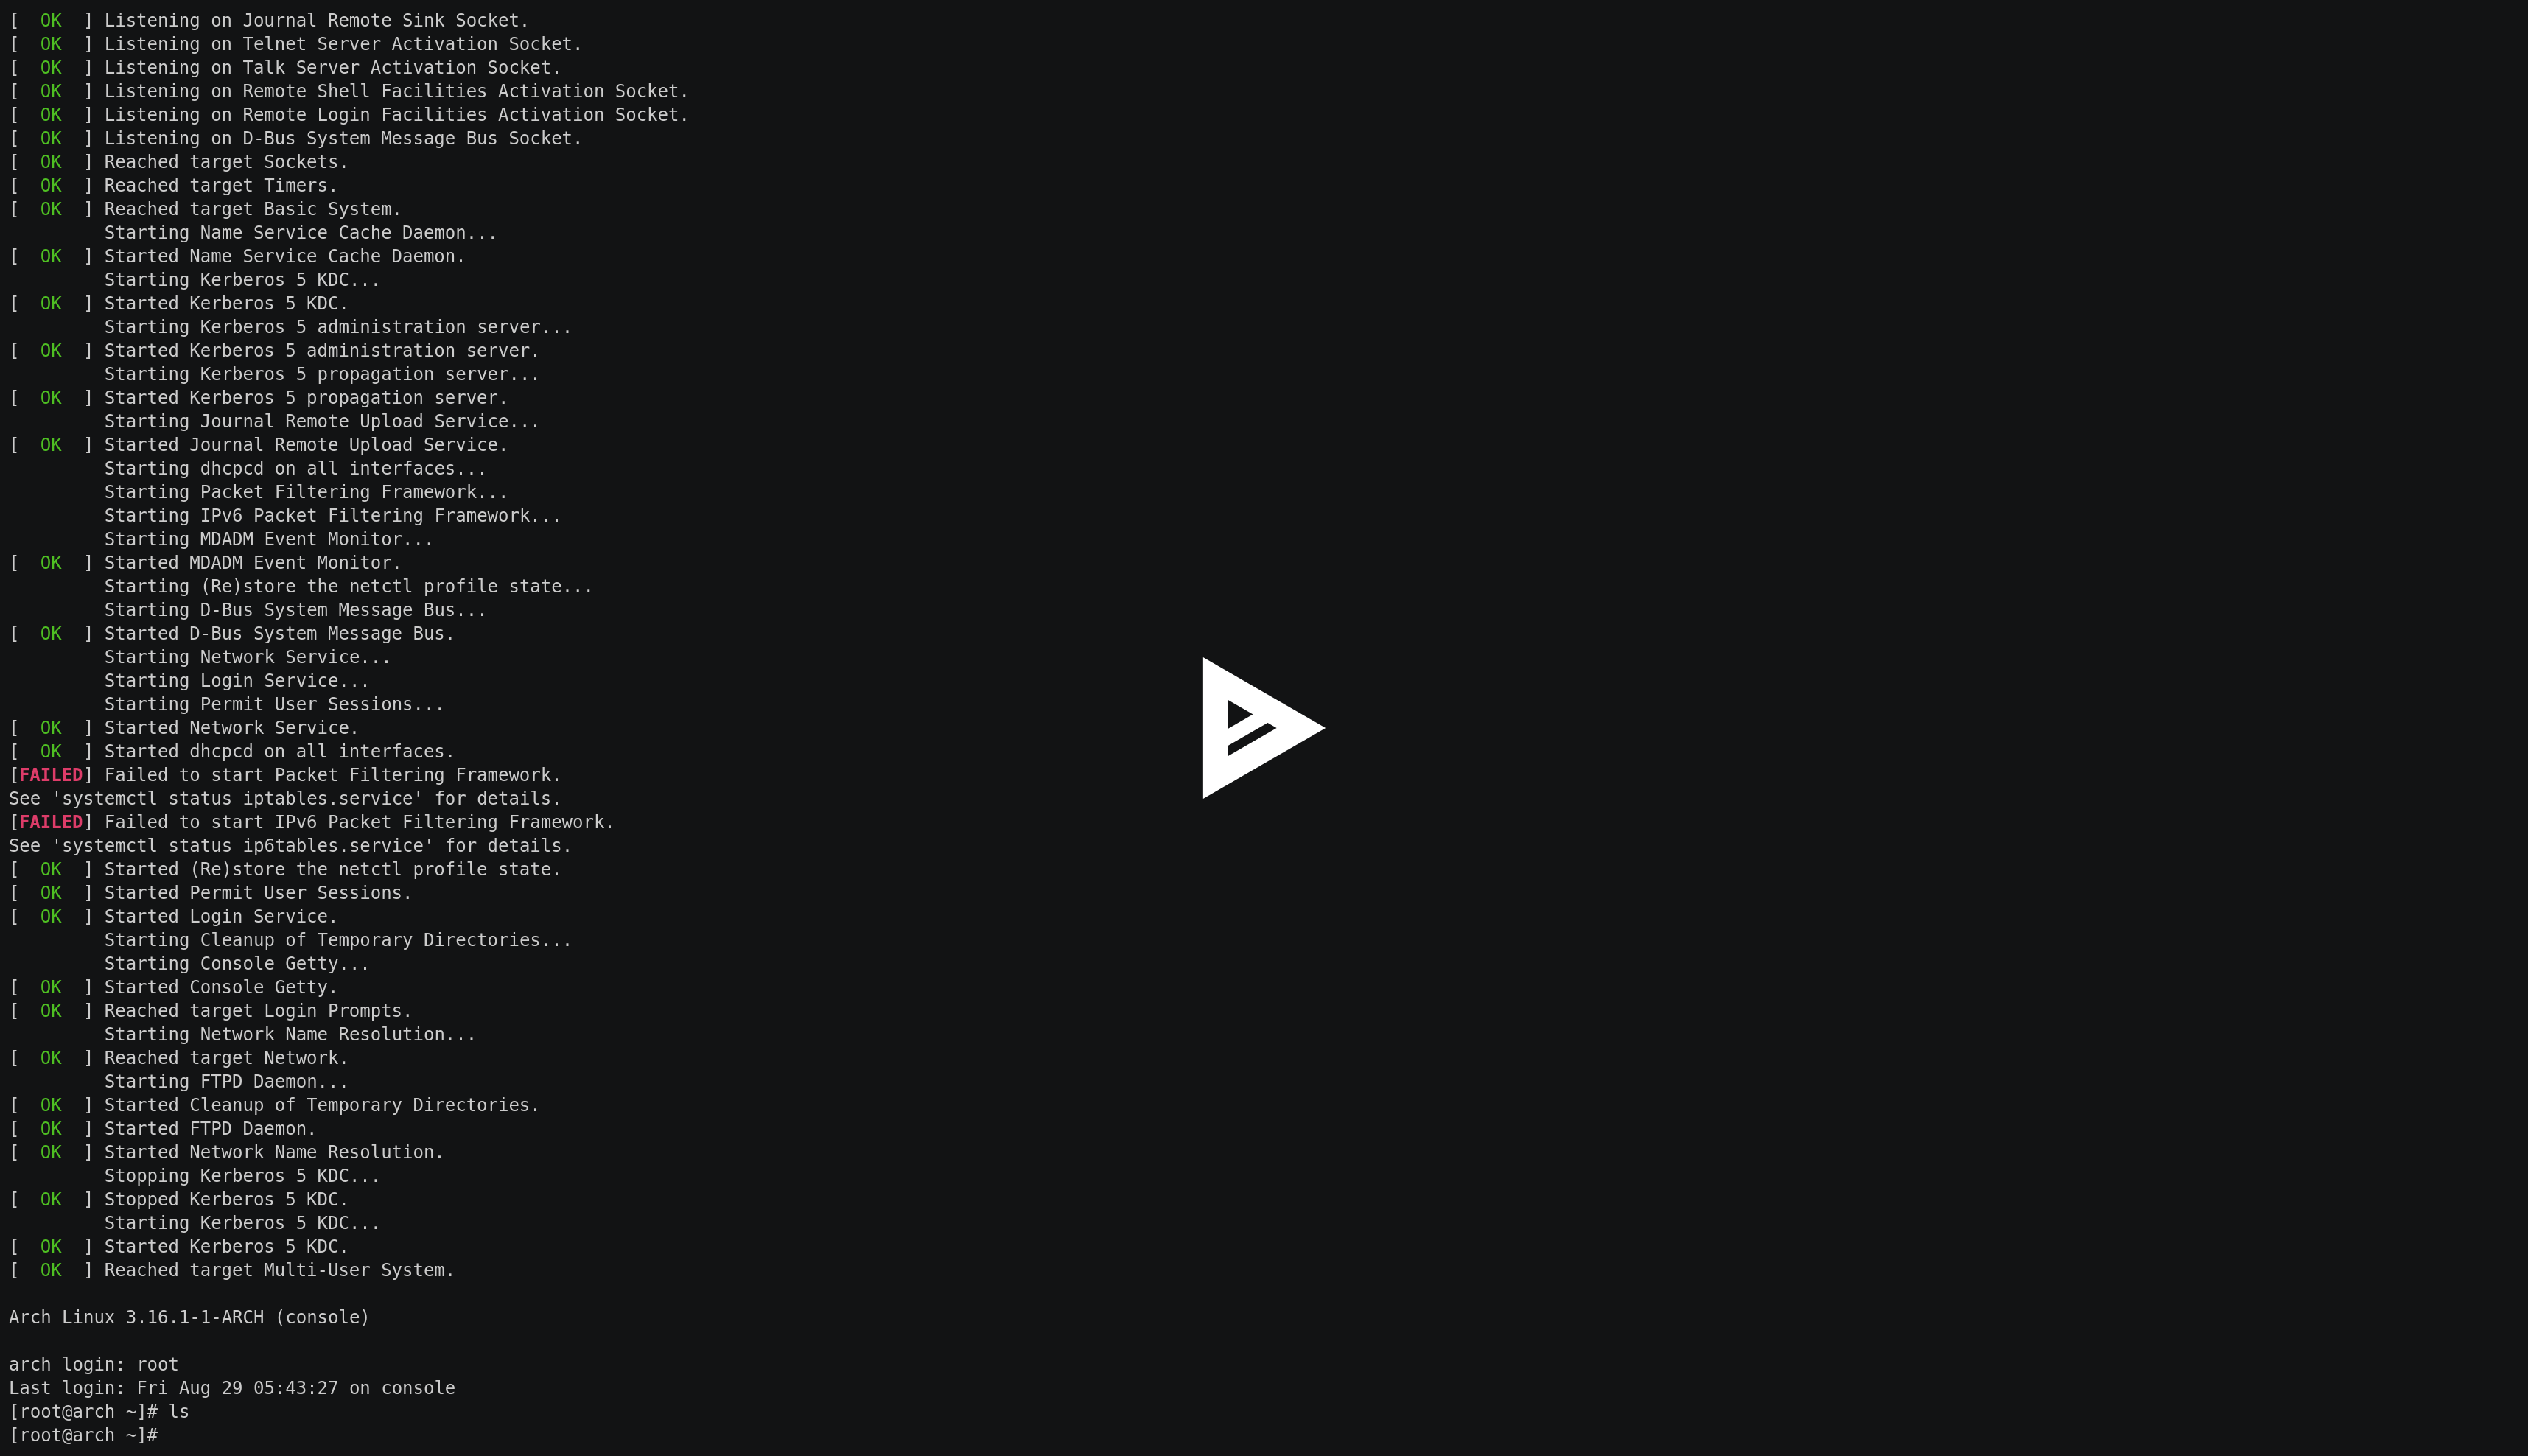 [  OK  ] Listening on Journal Remote Sink Socket.
[  OK  ] Listening on Telnet Server Activation Socket.
[  OK  ] Listening on Talk Server Activation Socket.
[  OK  ] Listening on Remote Shell Facilities Activation Socket.
[  OK  ] Listening on Remote Login Facilities Activation Socket.
[  OK  ] Listening on D-Bus System Message Bus Socket.
[  OK  ] Reached target Sockets.
[  OK  ] Reached target Timers.
[  OK  ] Reached target Basic System.
         Starting Name Service Cache Daemon...
[  OK  ] Started Name Service Cache Daemon.
         Starting Kerberos 5 KDC...
[  OK  ] Started Kerberos 5 KDC.
         Starting Kerberos 5 administration server...
[  OK  ] Started Kerberos 5 administration server.
         Starting Kerberos 5 propagation server...
[  OK  ] Started Kerberos 5 propagation server.
         Starting Journal Remote Upload Service...
[  OK  ] Started Journal Remote Upload Service.
         Starting dhcpcd on all interfaces...
         Starting Packet Filtering Framework...
         Starting IPv6 Packet Filtering Framework...
         Starting MDADM Event Monitor...
[  OK  ] Started MDADM Event Monitor.
         Starting (Re)store the netctl profile state...
         Starting D-Bus System Message Bus...
[  OK  ] Started D-Bus System Message Bus.
         Starting Network Service...
         Starting Login Service...
         Starting Permit User Sessions...
[  OK  ] Started Network Service.
[  OK  ] Started dhcpcd on all interfaces.
[FAILED] Failed to start Packet Filtering Framework.
See 'systemctl status iptables.service' for details.
[FAILED] Failed to start IPv6 Packet Filtering Framework.
See 'systemctl status ip6tables.service' for details.
[  OK  ] Started (Re)store the netctl profile state.
[  OK  ] Started Permit User Sessions.
[  OK  ] Started Login Service.
         Starting Cleanup of Temporary Directories...
         Starting Console Getty...
[  OK  ] Started Console Getty.
[  OK  ] Reached target Login Prompts.
         Starting Network Name Resolution...
[  OK  ] Reached target Network.
         Starting FTPD Daemon...
[  OK  ] Started Cleanup of Temporary Directories.
[  OK  ] Started FTPD Daemon.
[  OK  ] Started Network Name Resolution.
         Stopping Kerberos 5 KDC...
[  OK  ] Stopped Kerberos 5 KDC.
         Starting Kerberos 5 KDC...
[  OK  ] Started Kerberos 5 KDC.
[  OK  ] Reached target Multi-User System.

Arch Linux 3.16.1-1-ARCH (console)

arch login: root
Last login: Fri Aug 29 05:43:27 on console
[root@arch ~]# ls
[root@arch ~]#